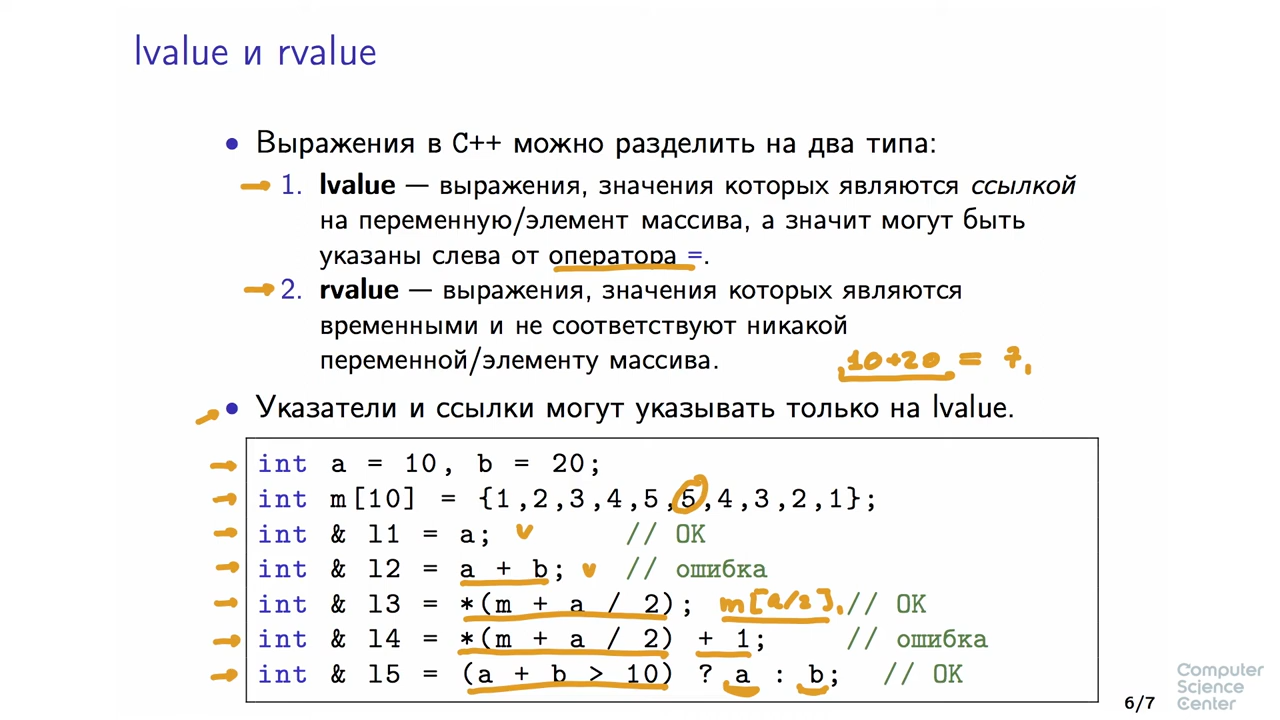 lvalue и rvalue
• Выражения в C++ можно разделить на два типа:
1. lvalue — выражения, значения которых являются ссылкой
на переменную/элемент массива, а значит могут быть
указаны слева от оператора =.
2. rvalue — выражения, значения которых являются
временными и не соответствуют никакой
переменной/элементу массива.
10+20 = 7,
• Указатели и ссылки могут указывать только на lvalue.
int a = 10, b = 20;
int m[10] = {1,2,3,4,5,5,4,3,2,1};
int & l1 = a; v // OK
int & l2 = a + b; v // ошибка
int & l3 = *(m + a / 2); m[a/2], // OK
int & l4 = *(m + a / 2) + 1; // ошибка
int & l5 = (a + b > 10) ? a : b; // OK
6/7
Computer
Science
Center